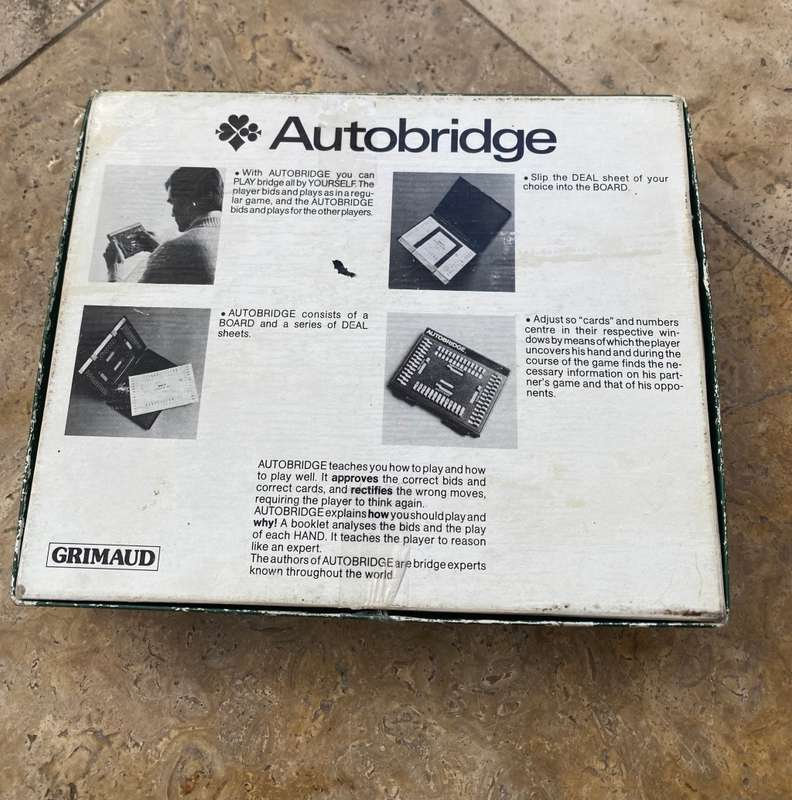 Autobridge
• With AUTOBRIDGE you can
PLAY bridge all by YOURSELF. The
player bids and plays as in a regu-
lar game, and the AUTOBRIDGE
bids and plays for the other players.
• Slip the DEAL sheet of your
choice into the BOARD.
• AUTOBRIDGE consists of a
BOARD and a series of DEAL
sheets.
AUTOBRIDGE
• Adjust so "cards" and numbers
centre in their respective win-
dows by means of which the player
uncovers his hand and during the
course of the game finds the ne-
cessary information on his part-
ner's game and that of his oppo-
nents.
AUTOBRIDGE teaches you how to play and how
to play well. It approves the correct bids and
correct cards, and rectifies the wrong moves,
requiring the player to think again.
AUTOBRIDGE explains how you should play and
why! A booklet analyses the bids and the play
of each HAND. It teaches the player to reason
like an expert.
The authors of AUTOBRIDGE are bridge experts
known throughout the world
GRIMAUD